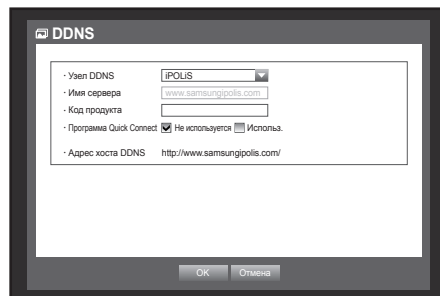 DDNS
· Узел DDNS iPOLiS
· Имя сервера www.samsungipolis.com
· Код продукта
· Программа Quick Connect Не используется Использ.
· Адрес хоста DDNS http://www.samsungipolis.com/
OK Отмена